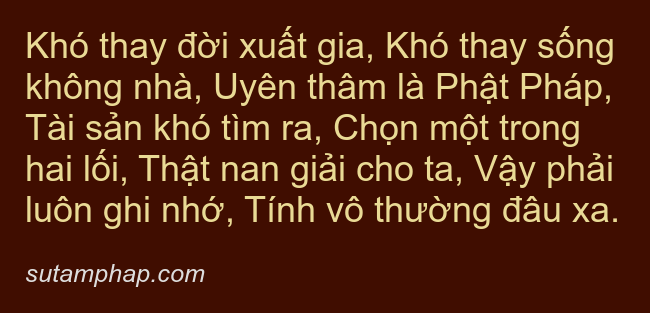 Khó thay đời xuất gia, Khó thay sống
không nhà, Uyên thâm là Phật Pháp,
Tài sản khó tìm ra, Chọn một trong
hai lối, Thật nan giải cho ta, Vậy phải
luôn ghi nhớ, Tính vô thường đâu xa.
sutamphap.com